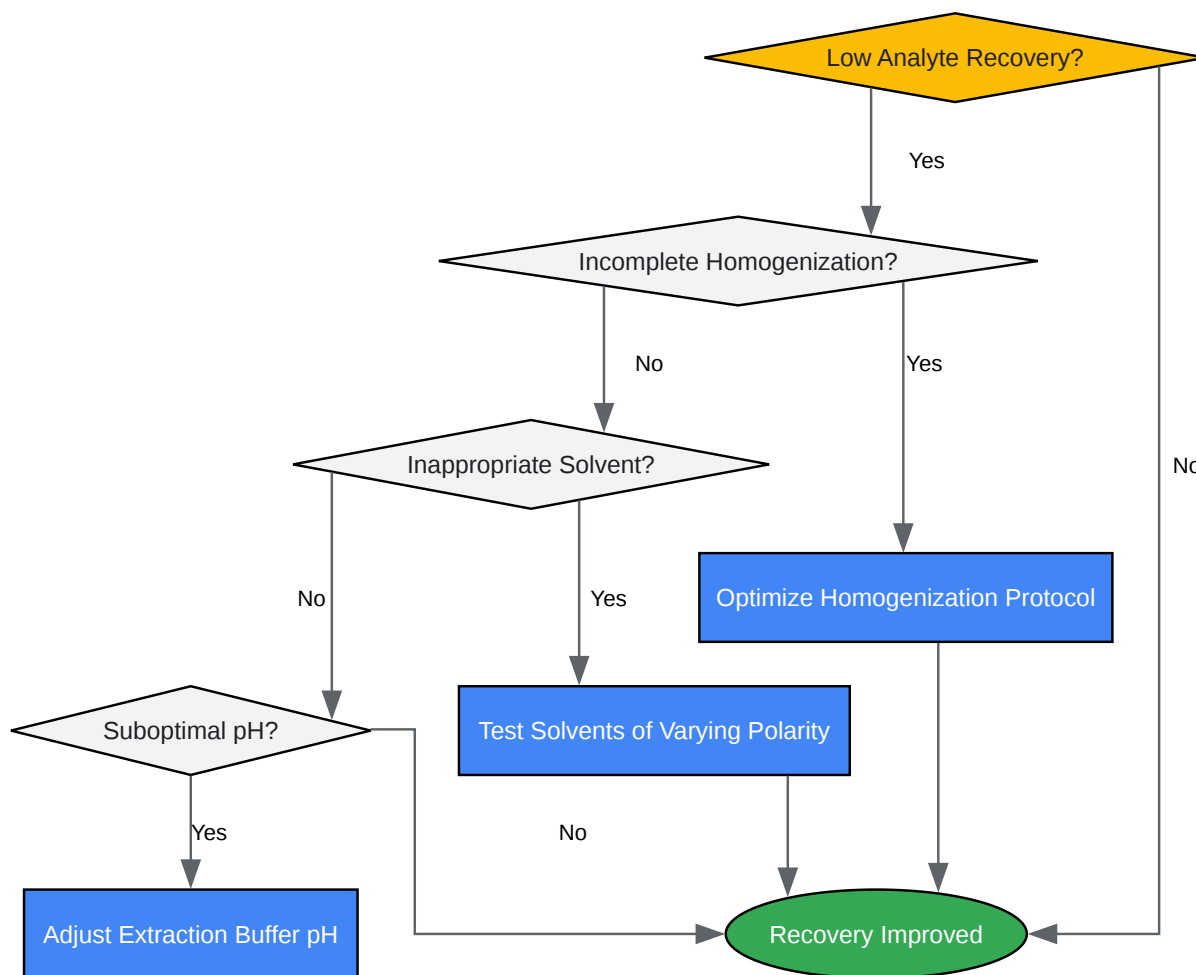 Low Analyte Recovery?
Yes
Incomplete Homogenization?
No
Yes
Inappropriate Solvent?
No
No
Yes
Optimize Homogenization Protocol
Suboptimal pH?
Test Solvents of Varying Polarity
Yes
No
Adjust Extraction Buffer pH
Recovery Improved